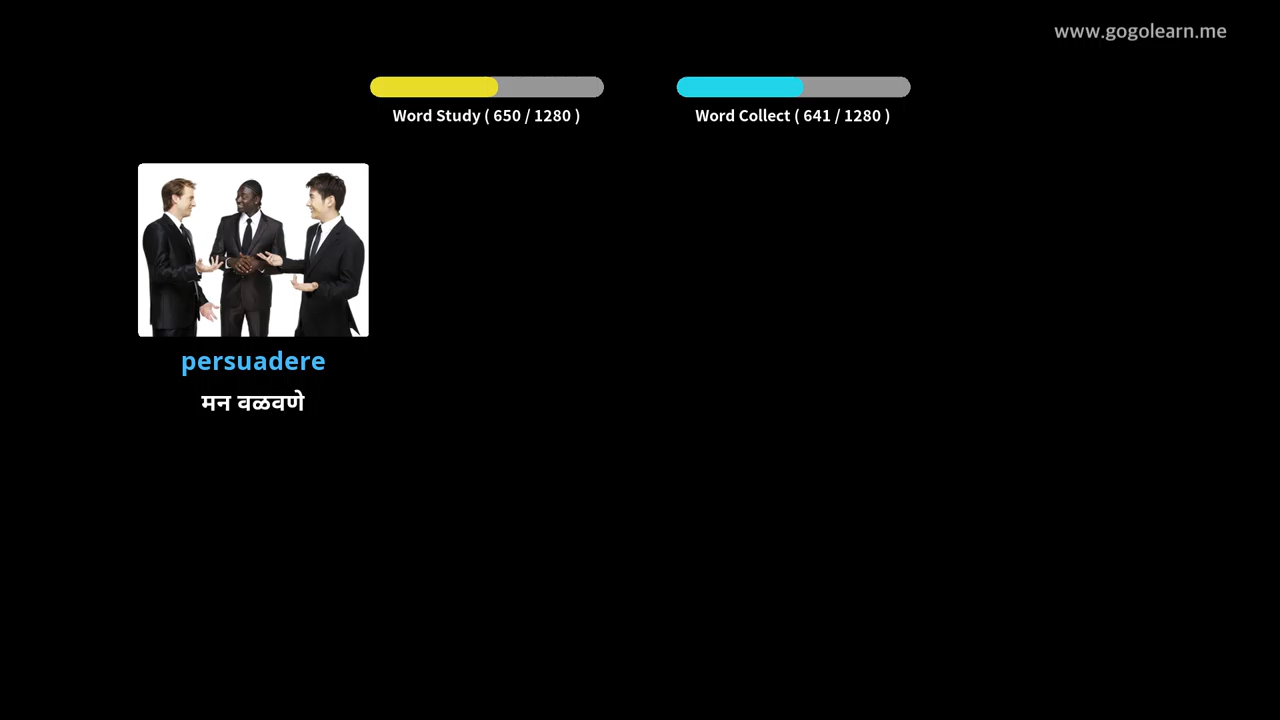 www.gogolearn.me
Word Study ( 650 / 1280 )
Word Collect ( 641 / 1280 )
persuadere
मन वळवणे